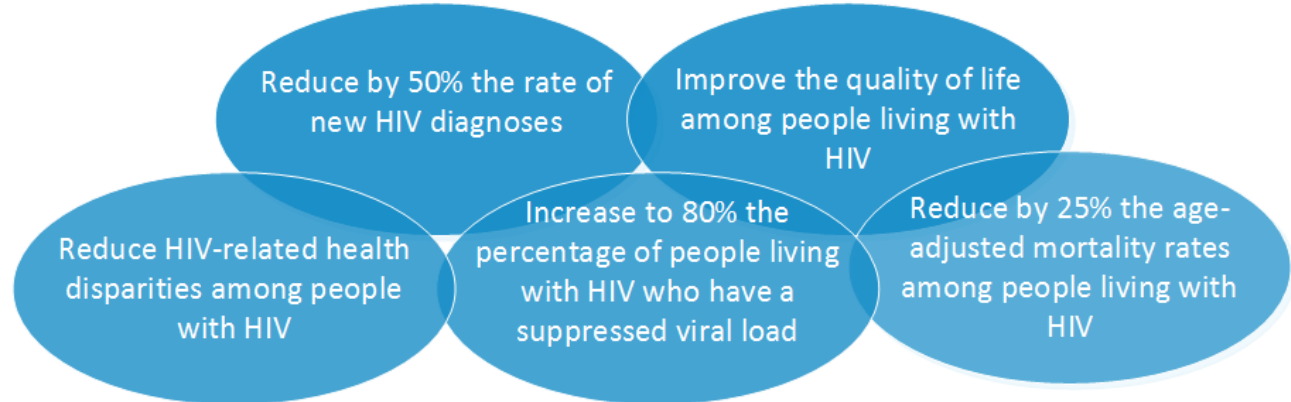 Reduce by 50% the rate of
new HIV diagnoses
Improve the quality of life
among people living with
HIV
Reduce HIV-related health
disparities among people
with HIV
Increase to 80% the
percentage of people living
with HIV who have a
suppressed viral load
Reduce by 25% the age-
adjusted mortality rates
among people living with
HIV